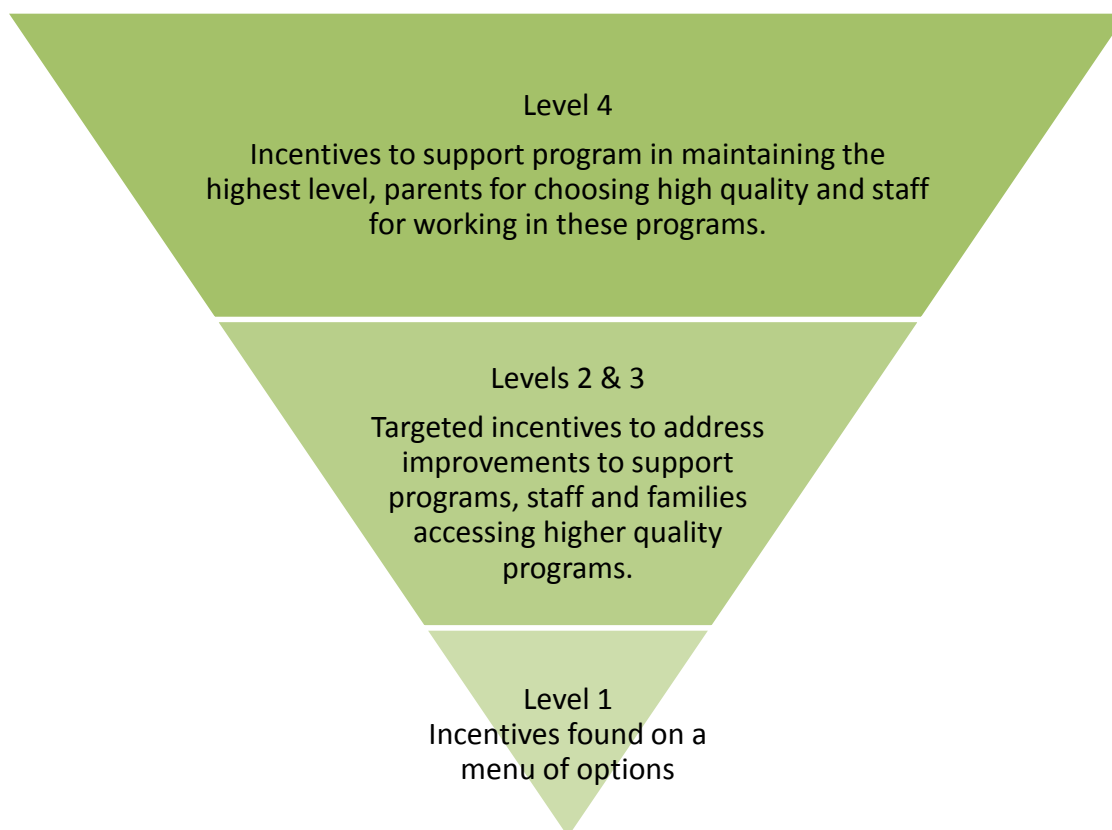 Level 4
Incentives to support program in maintaining the
highest level, parents for choosing high quality and staff
for working in these programs.
Levels 2 & 3
Targeted incentives to address
improvements to support
programs, staff and families
accessing higher quality
programs.
Level 1
Incentives found on a
menu of options